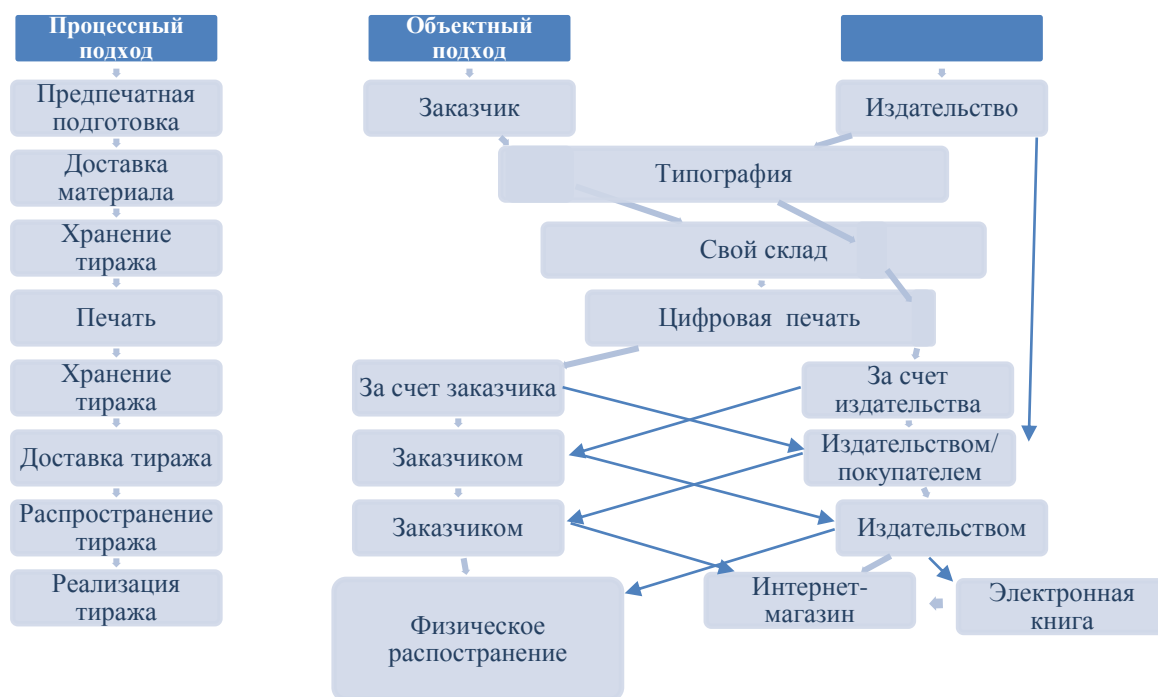 Процессный
подход
Предпечатная
подготовка
Доставка
материала
Хранение
тиража
Печать
Хранение
тиража
Доставка тиража
Распространение
тиража
Реализация
тиража
Объектный
подход
Заказчик
Издательство
Типография
Свой склад
Цифровая печать
За счет заказчика
За счет
издательства
Заказчиком
Издательством/
покупателем
Заказчиком
Издательством
Физическое
распостранение
Интернет-
магазин
Электронная
книга